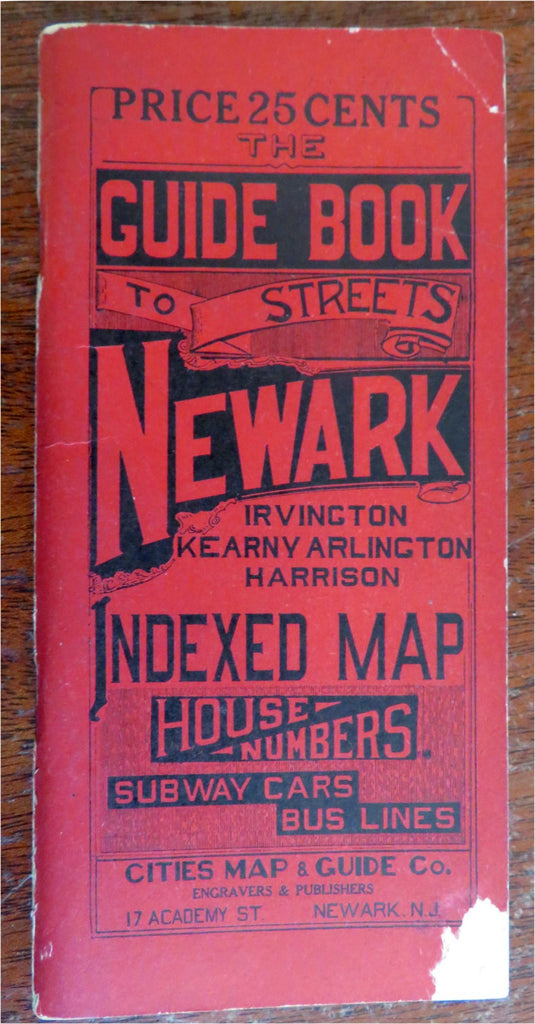 PRICE 25 CENTS
THE
GUIDE BOOK
TO STREETS
NEWARK
IRVINGTON
KEARNY ARLINGTON
HARRISON
INDEXED MAP
HOUSE
NUMBERS
SUBWAY CARS
BUS LINES
CITIES MAP & GUIDE CO.
ENGRAVERS & PUBLISHERS
17 ACADEMY ST. NEWARK. N.J.